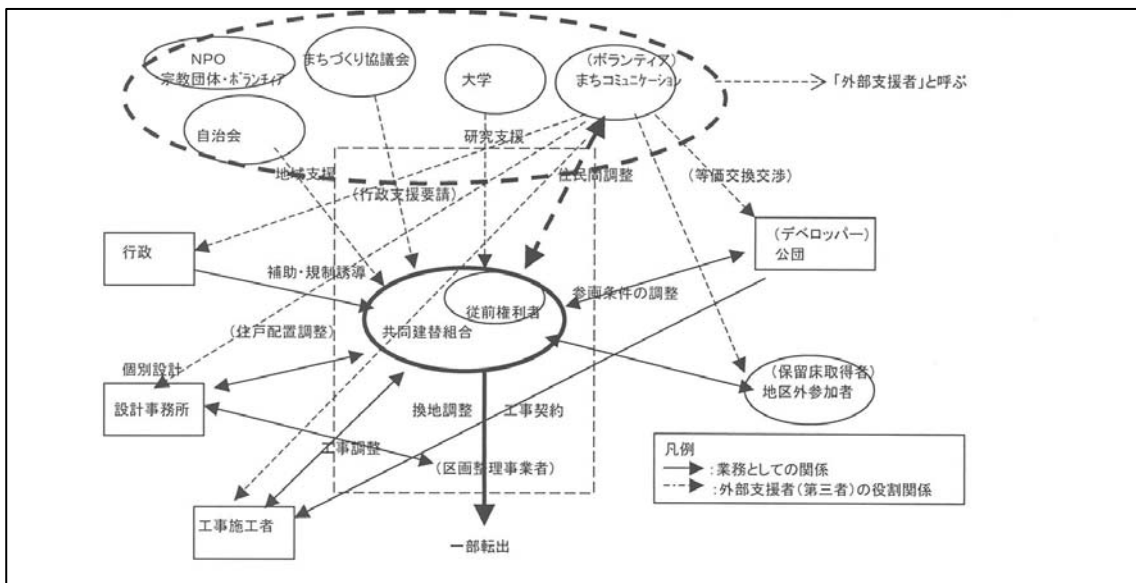 NPO
宗教団体・ボランティア
まちづくり協議会
大学
(ボランティア)
まちコミュニケーション
「外部支援者」と呼ぶ
自治会
研究支援
地域支援
住民間調整
(行政支援要請)
(等価交換交渉)
行政
(デベロッパー)
公団
補助・規制誘導
参画条件の調整
従前権利者
共同建替組合
(住戸配置調整)
個別設計
設計事務所
換地調整
工事契約
(保留床取得者)
地区外参加者
工事調整
(区画整理事業者)
凡例
:業務としての関係
:外部支援者(第三者)の役割関係
工事施工者
一部転出